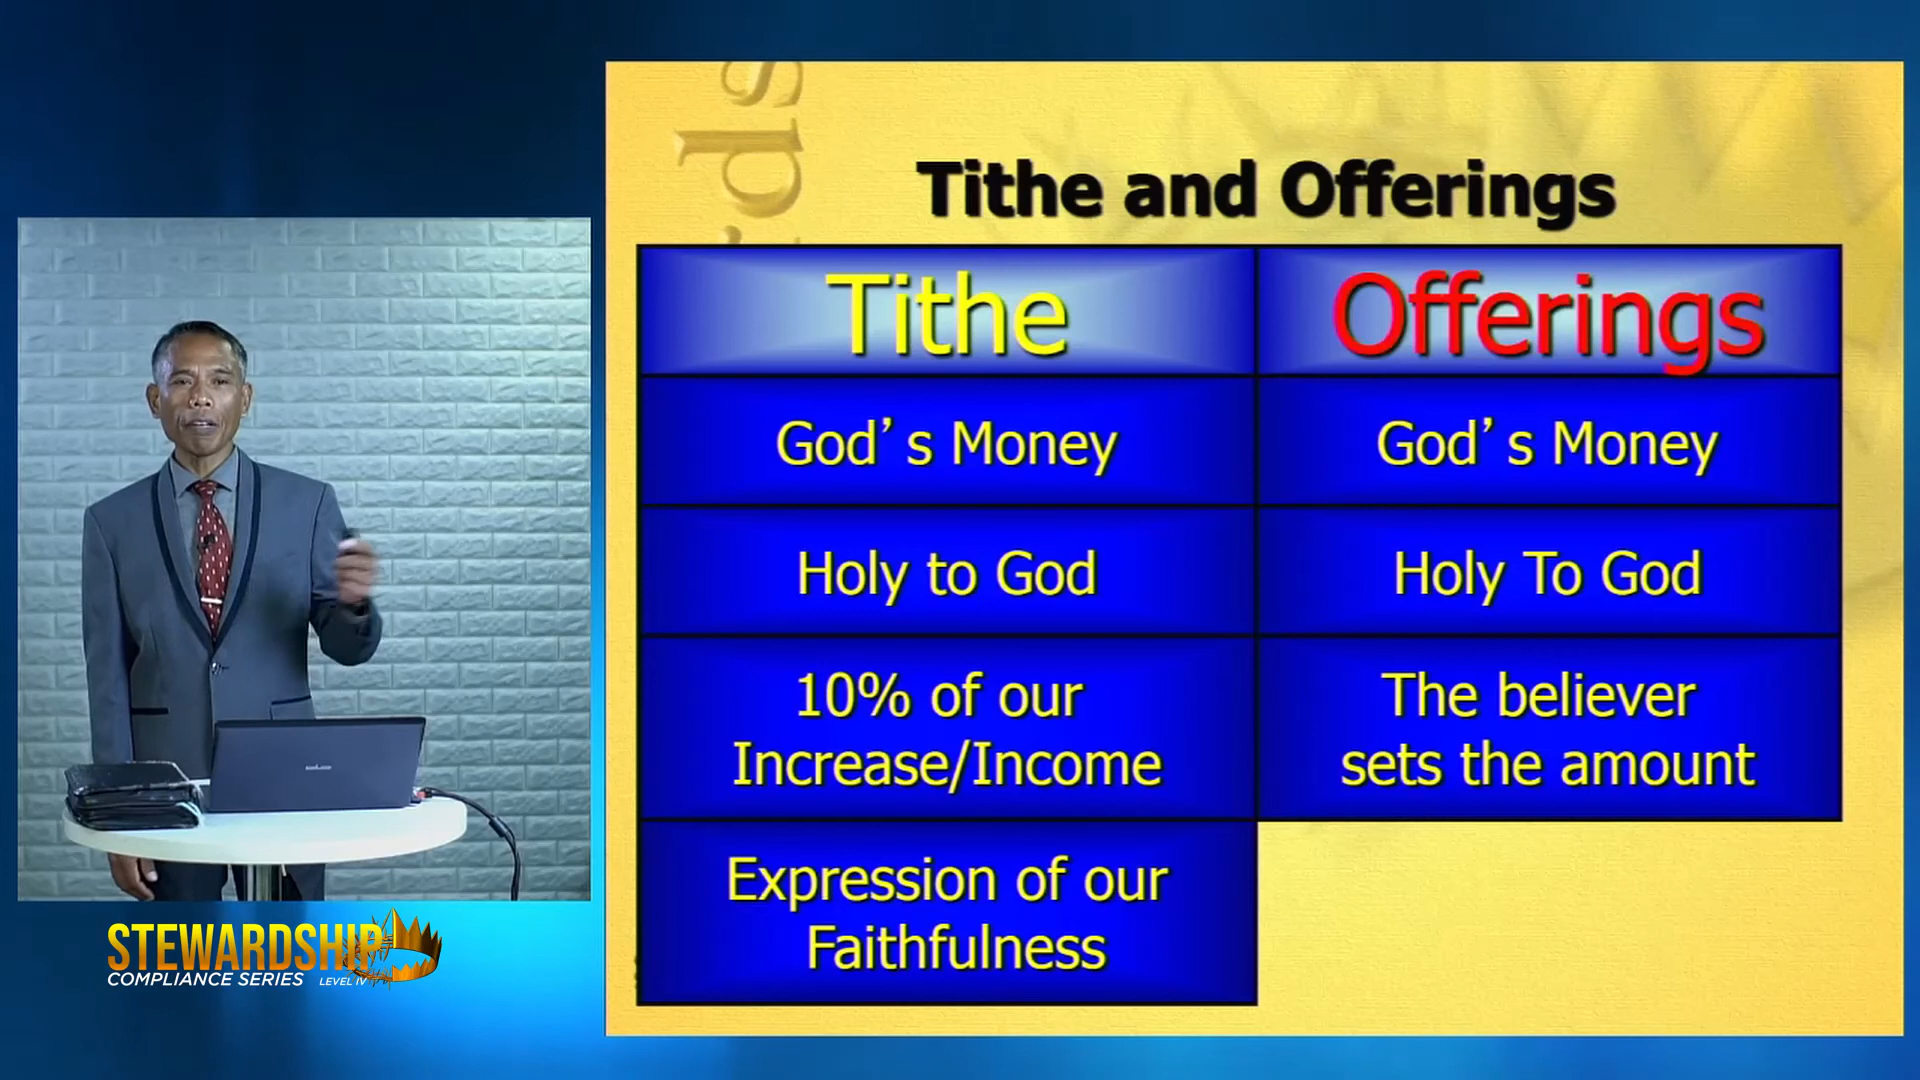 ds
Tithe and Offerings
Tithe
Offerings
God's Money
God's Money
Holy to God
Holy To God
10% of our
Increase/Income
The believer
sets the amount
Expression of our
Faithfulness
STEWARDSHIP
COMPLIANCE SERIES LEVEL IV